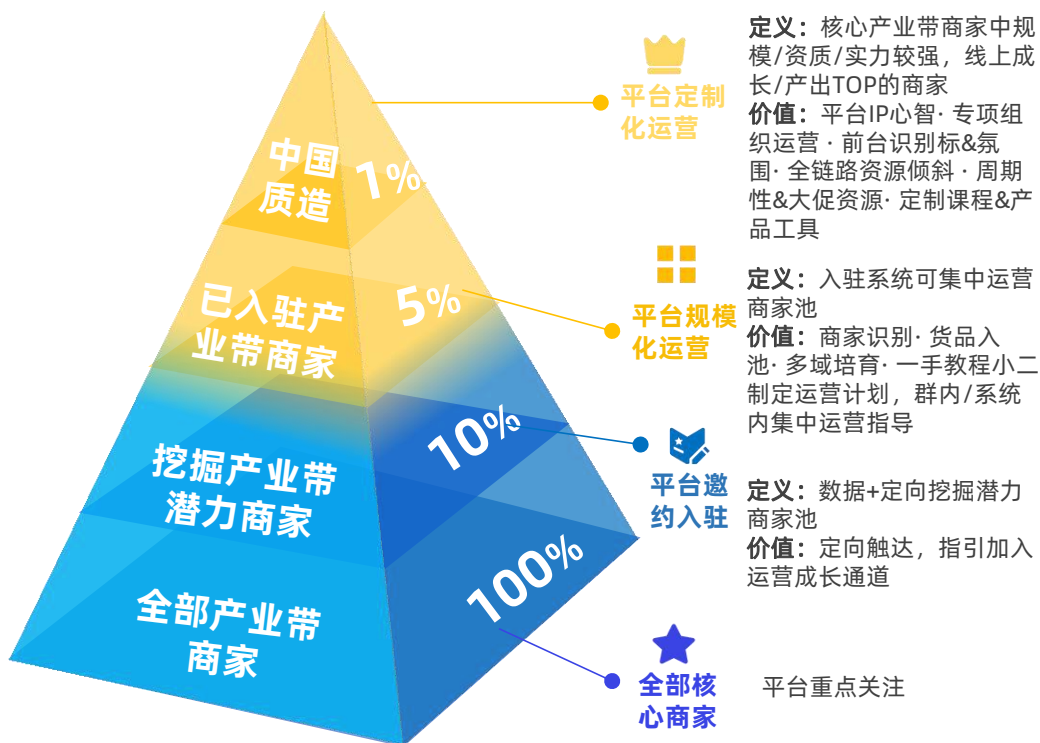 中国
质造
1%
平台定制
化运营
定义：核心产业带商家中规
模/资质/实力较强，线上成
长/产出TOP的商家
价值：平台IP心智· 专项组
织运营 · 前台识别标&氛
围· 全链路资源倾斜 · 周期
性&大促资源· 定制课程&产
品工具
已入驻产
业带商家
5%
平台规模
化运营
定义：入驻系统可集中运营
商家池
价值：商家识别· 货品入
池· 多域培育· 一手教程小二
制定运营计划，群内/系统
内集中运营指导
挖掘产业带
潜力商家
10%
平台邀
约入驻
定义：数据+定向挖掘潜力
商家池
价值：定向触达，指引加入
运营成长通道
全部产业带
商家
100%
全部核
心商家
平台重点关注